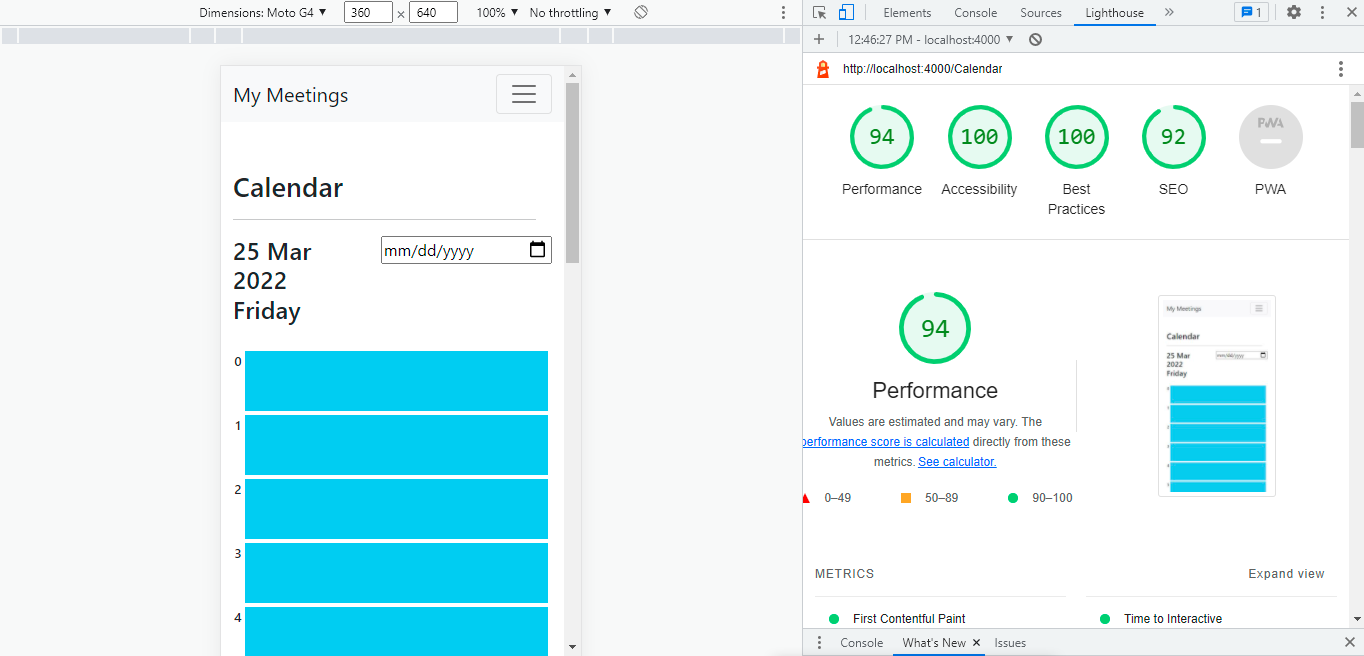 Dimensions: Moto G4 ▼ 360 × 640 100% ▼ No throttling ▼
My Meetings
Calendar
25 Mar
2022
Friday
mm/dd/yyyy
0
1
2
3
4
Elements Console Sources Lighthouse » 1
+ 12:46:27 PM - localhost:4000 ▼
http://localhost:4000/Calendar
94 100 100 92 PWA
Performance Accessibility Best Practices SEO PWA
94
Performance
Values are estimated and may vary. The
performance score is calculated directly from these
metrics. See calculator.
0–49 50–89 90–100
My Meetings
Calendar
25 Mar
2022
Friday
mm/dd/yyyy
METRICS Expand view
First Contentful Paint Time to Interactive
Console What's New × Issues